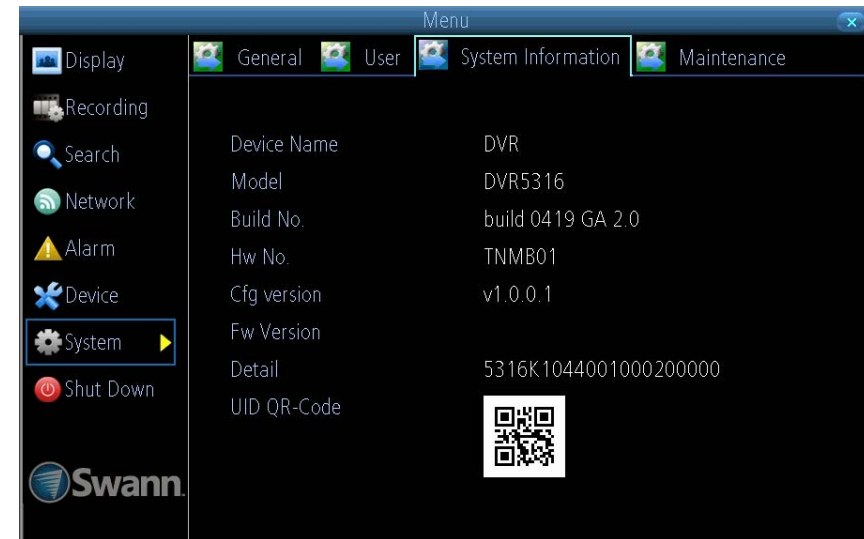 Menu
Display
Recording
Search
Network
Alarm
Device
System
Shut Down
Swann.
General User System Information Maintenance
Device Name DVR
Model DVR5316
Build No. build 0419 GA 2.0
Hw No. TNMB01
Cfg version v1.0.0.1
Fw Version
Detail 5316K1044001000200000
UID QR-Code